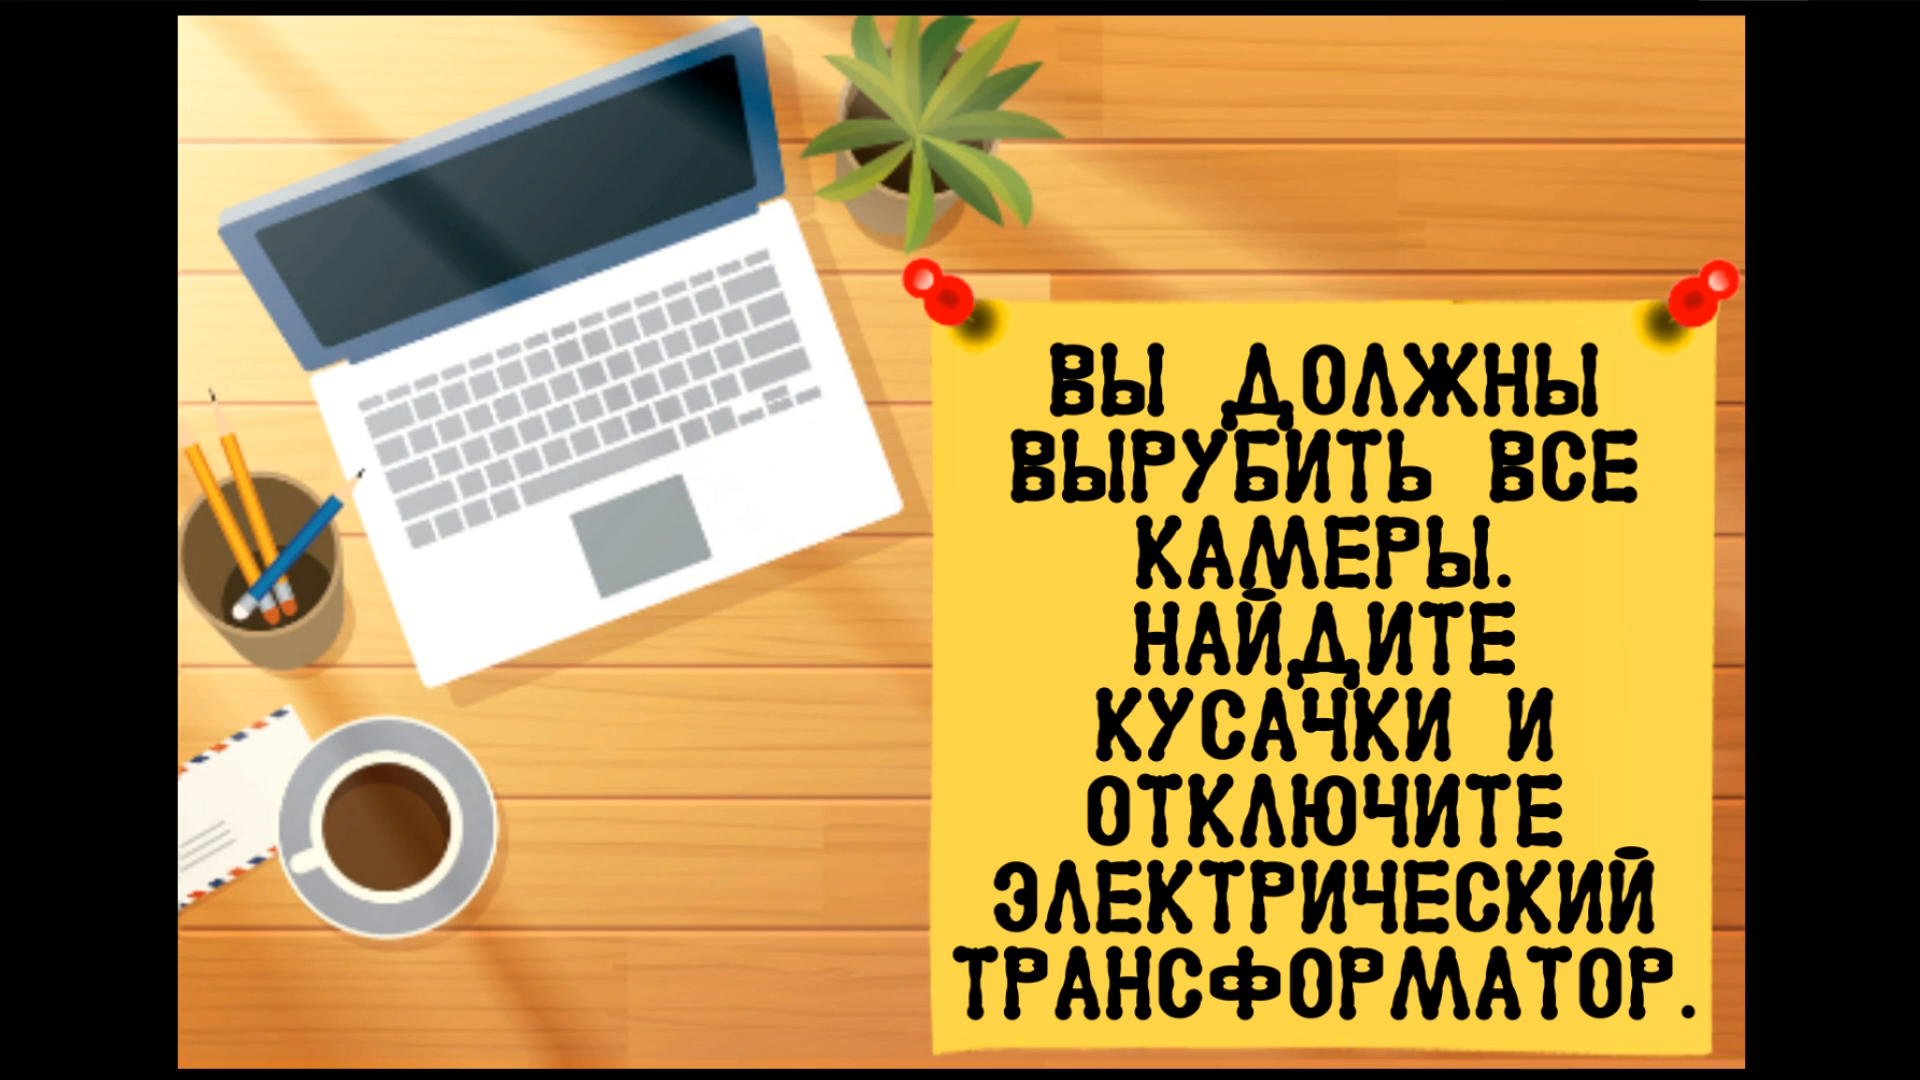 ВЫ ДОЛЖНЫ
ВЫРУБИТЬ ВСЕ
КАМЕРЫ.
НАЙДИТЕ
КУСАЧКИ И
ОТКЛЮЧИТЕ
ЭЛЕКТРИЧЕСКИЙ
ТРАНСФОРМАТОР.